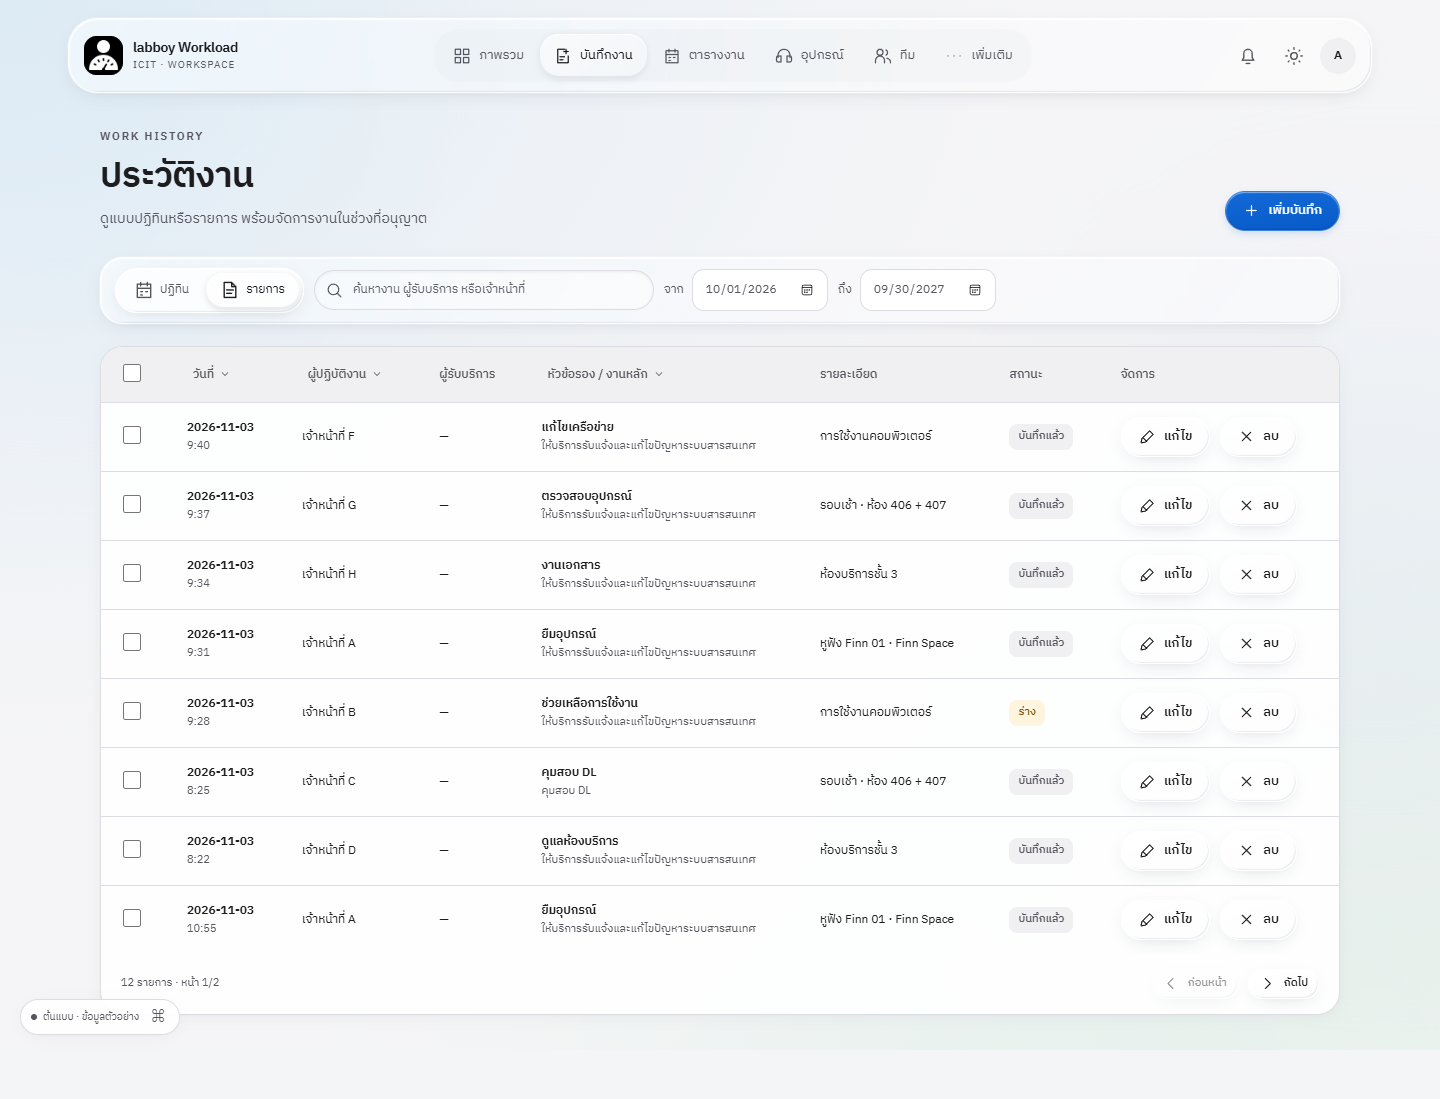 labboy Workload
ICIT · WORKSPACE
ภาพรวม
บันทึกงาน
ตารางงาน
อุปกรณ์
ทีม
··· เพิ่มเติม
A
WORK HISTORY
ประวัติงาน
ดูแบบปฏิทินหรือรายการ พร้อมจัดการงานในช่วงที่อนุญาต
เพิ่มบันทึก
ปฏิทิน
รายการ
ค้นหางาน ผู้รับบริการ หรือเจ้าหน้าที่
จาก
10/01/2026
ถึง
09/30/2027
วันที่ ผู้ปฏิบัติงาน ผู้รับบริการ หัวข้อรอง / งานหลัก รายละเอียด สถานะ จัดการ
2026-11-03
9:40
เจ้าหน้าที่ F
—
แก้ไขเครือข่าย
ให้บริการรับแจ้งและแก้ไขปัญหาระบบสารสนเทศ
การใช้งานคอมพิวเตอร์
บันทึกแล้ว
แก้ไข
ลบ
2026-11-03
9:37
เจ้าหน้าที่ G
—
ตรวจสอบอุปกรณ์
ให้บริการรับแจ้งและแก้ไขปัญหาระบบสารสนเทศ
รอบเช้า · ห้อง 406 + 407
บันทึกแล้ว
แก้ไข
ลบ
2026-11-03
9:34
เจ้าหน้าที่ H
—
งานเอกสาร
ให้บริการรับแจ้งและแก้ไขปัญหาระบบสารสนเทศ
ห้องบริการชั้น 3
บันทึกแล้ว
แก้ไข
ลบ
2026-11-03
9:31
เจ้าหน้าที่ A
—
ยืมอุปกรณ์
ให้บริการรับแจ้งและแก้ไขปัญหาระบบสารสนเทศ
หูฟัง Finn 01 · Finn Space
บันทึกแล้ว
แก้ไข
ลบ
2026-11-03
9:28
เจ้าหน้าที่ B
—
ช่วยเหลือการใช้งาน
ให้บริการรับแจ้งและแก้ไขปัญหาระบบสารสนเทศ
การใช้งานคอมพิวเตอร์
ร่าง
แก้ไข
ลบ
2026-11-03
8:25
เจ้าหน้าที่ C
—
คุมสอบ DL
คุมสอบ DL
รอบเช้า · ห้อง 406 + 407
บันทึกแล้ว
แก้ไข
ลบ
2026-11-03
8:22
เจ้าหน้าที่ D
—
ดูแลห้องบริการ
ให้บริการรับแจ้งและแก้ไขปัญหาระบบสารสนเทศ
ห้องบริการชั้น 3
บันทึกแล้ว
แก้ไข
ลบ
2026-11-03
10:55
เจ้าหน้าที่ A
—
ยืมอุปกรณ์
ให้บริการรับแจ้งและแก้ไขปัญหาระบบสารสนเทศ
หูฟัง Finn 01 · Finn Space
บันทึกแล้ว
แก้ไข
ลบ
12 รายการ · หน้า 1/2
ก่อนหน้า
ถัดไป
ต้นแบบ · ข้อมูลตัวอย่าง ⌘